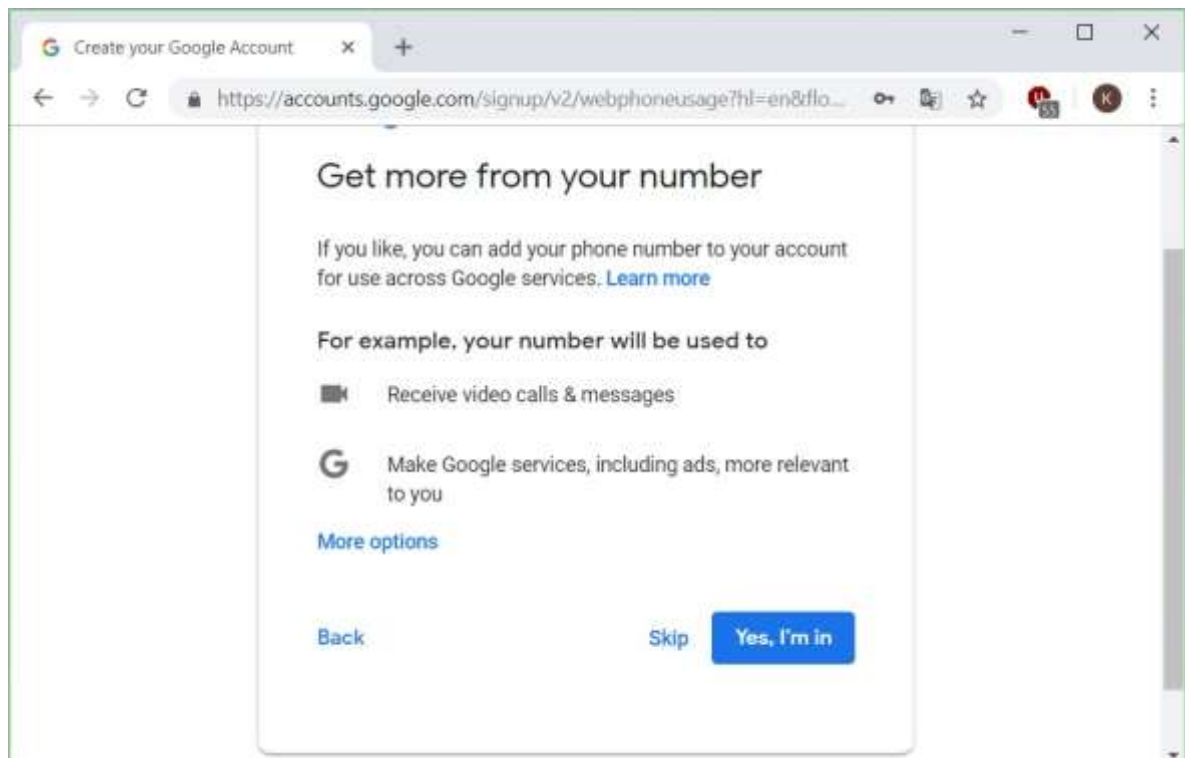 Create your Google Account
https://accounts.google.com/signup/v2/webphoneusage?hl=en&flo...
55
K
Get more from your number
If you like, you can add your phone number to your account
for use across Google services. Learn more
For example, your number will be used to
Receive video calls & messages
G
Make Google services, including ads, more relevant
to you
More options
Back
Skip
Yes, I'm in